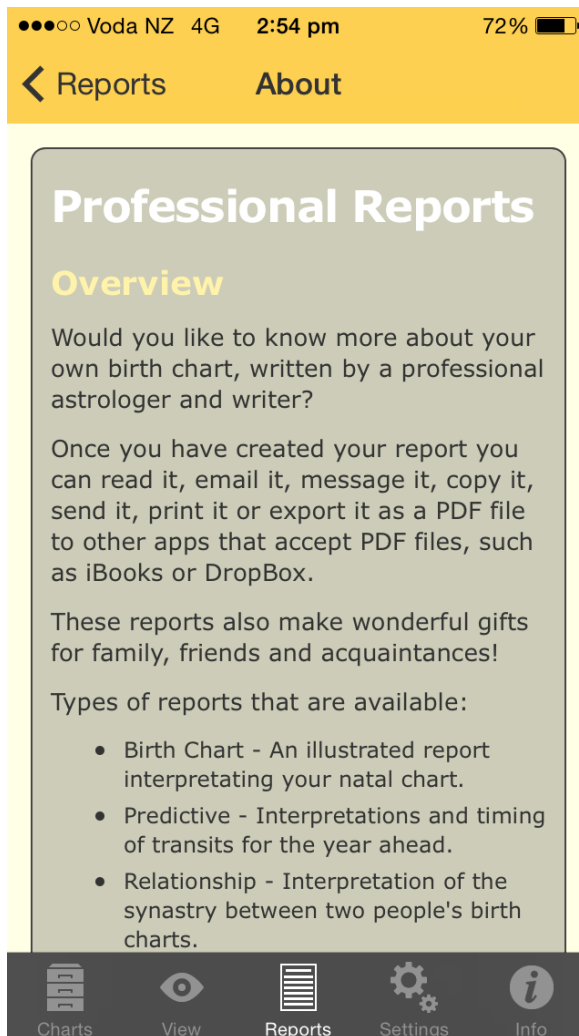 Voda NZ 4G 2:54 pm 72%
Reports About
Professional Reports
Overview
Would you like to know more about your
own birth chart, written by a professional
astrologer and writer?
Once you have created your report you
can read it, email it, message it, copy it,
send it, print it or export it as a PDF file
to other apps that accept PDF files, such
as iBooks or DropBox.
These reports also make wonderful gifts
for family, friends and acquaintances!
Types of reports that are available:
• Birth Chart - An illustrated report
interpretating your natal chart.
• Predictive - Interpretations and timing
of transits for the year ahead.
• Relationship - Interpretation of the
synastry between two people's birth
charts.
Charts View Reports Settings Info